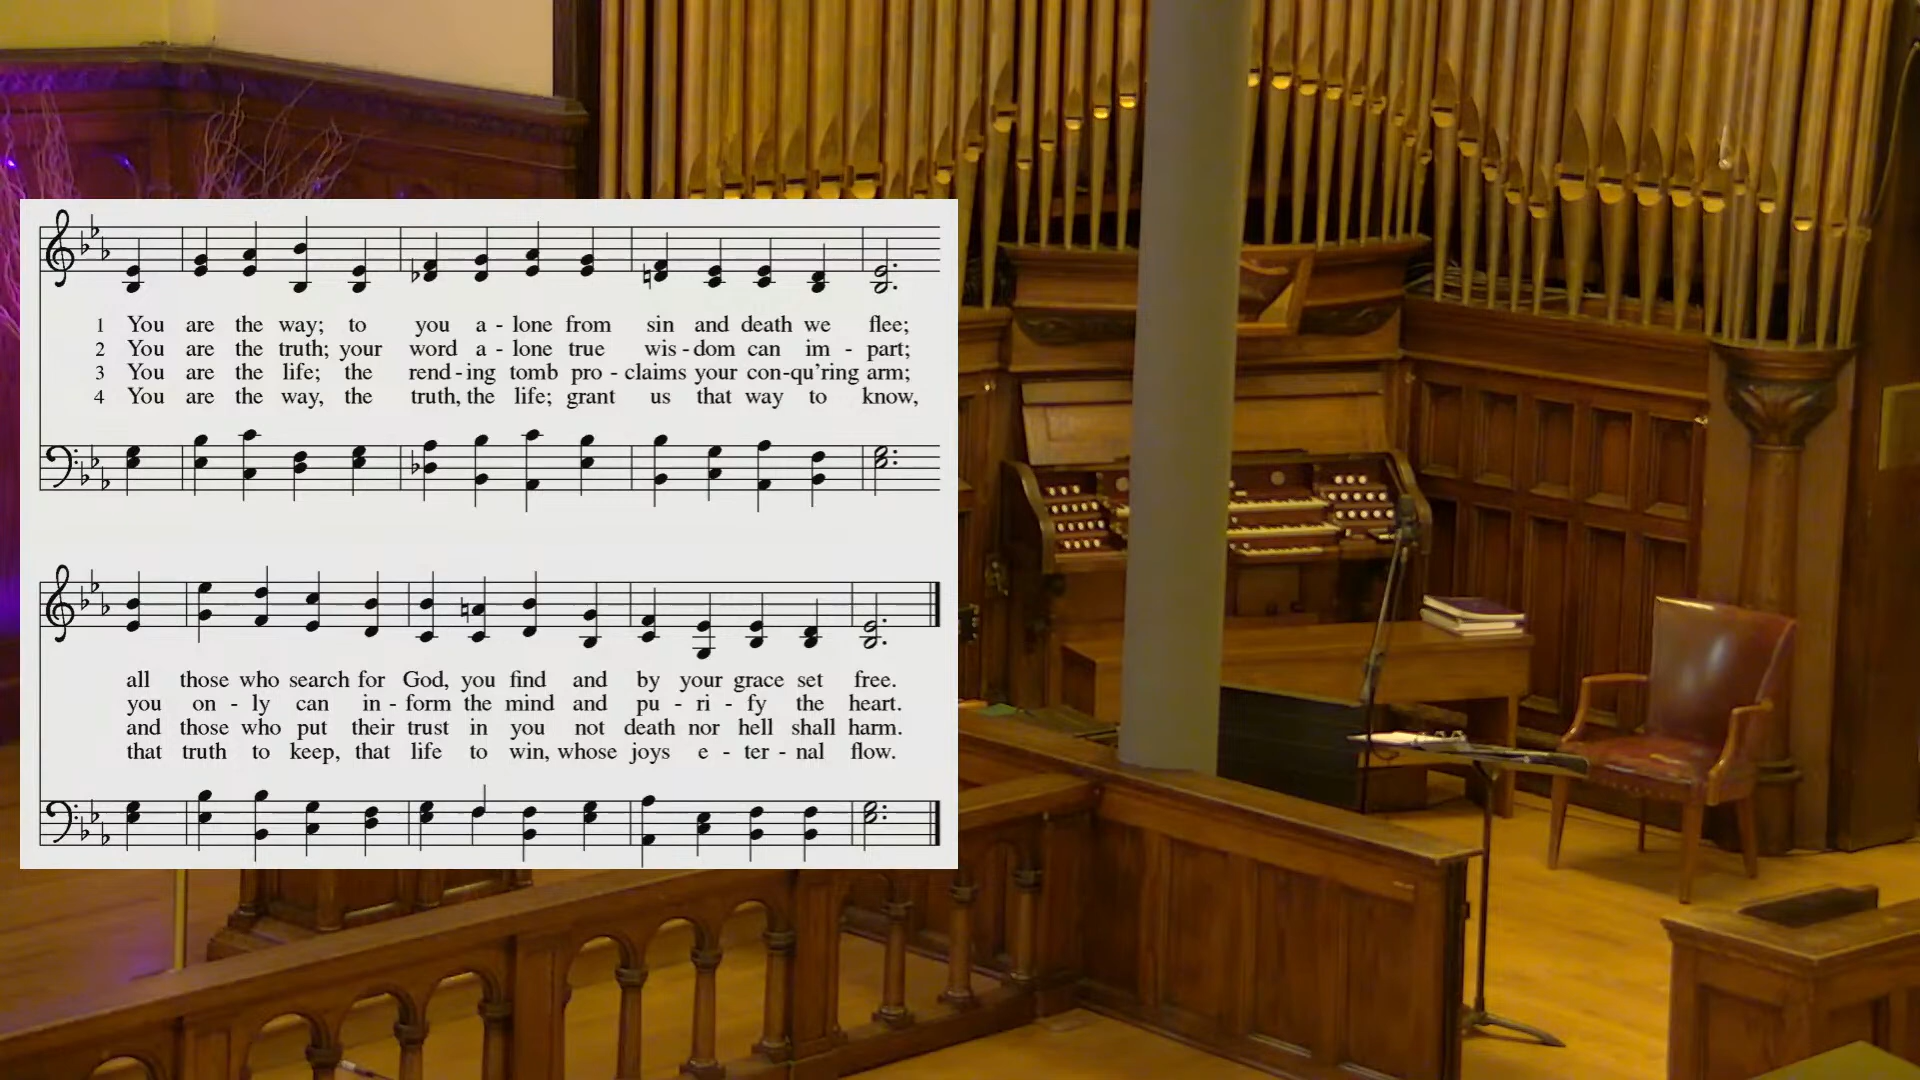 1 You are the way; to you a - lone from sin and death we flee;
2 You are the truth; your word a - lone true wis - dom can im - part;
3 You are the life; the rend - ing tomb pro - claims your con - qu'ring arm;
4 You are the way, the truth, the life; grant us that way to know,
all those who search for God, you find and by your grace set free.
you on - ly can in - form the mind and pu - ri - fy the heart.
and those who put their trust in you not death nor hell shall harm.
that truth to keep, that life to win, whose joys e - ter - nal flow.